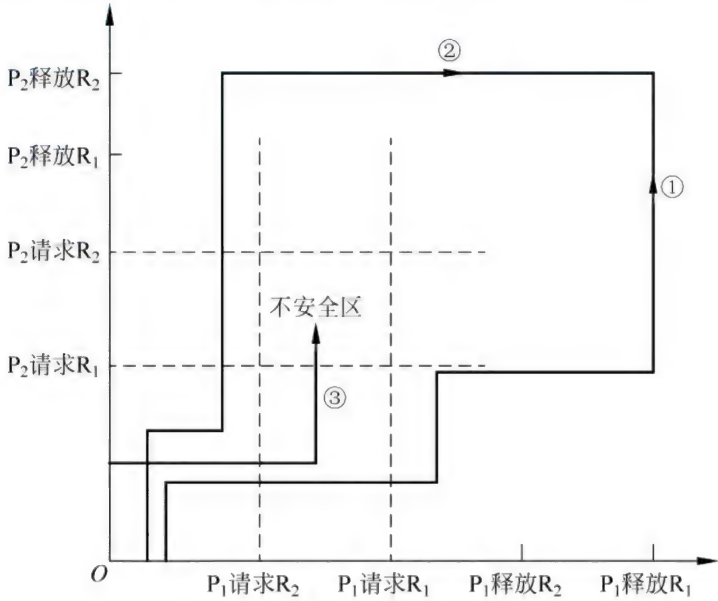 ②
P₂释放R₂
P₂释放R₁
①
P₂请求R₂
不安全区
P₂请求R₁
③
O
P₁请求R₂
P₁请求R₁
P₁释放R₂
P₁释放R₁